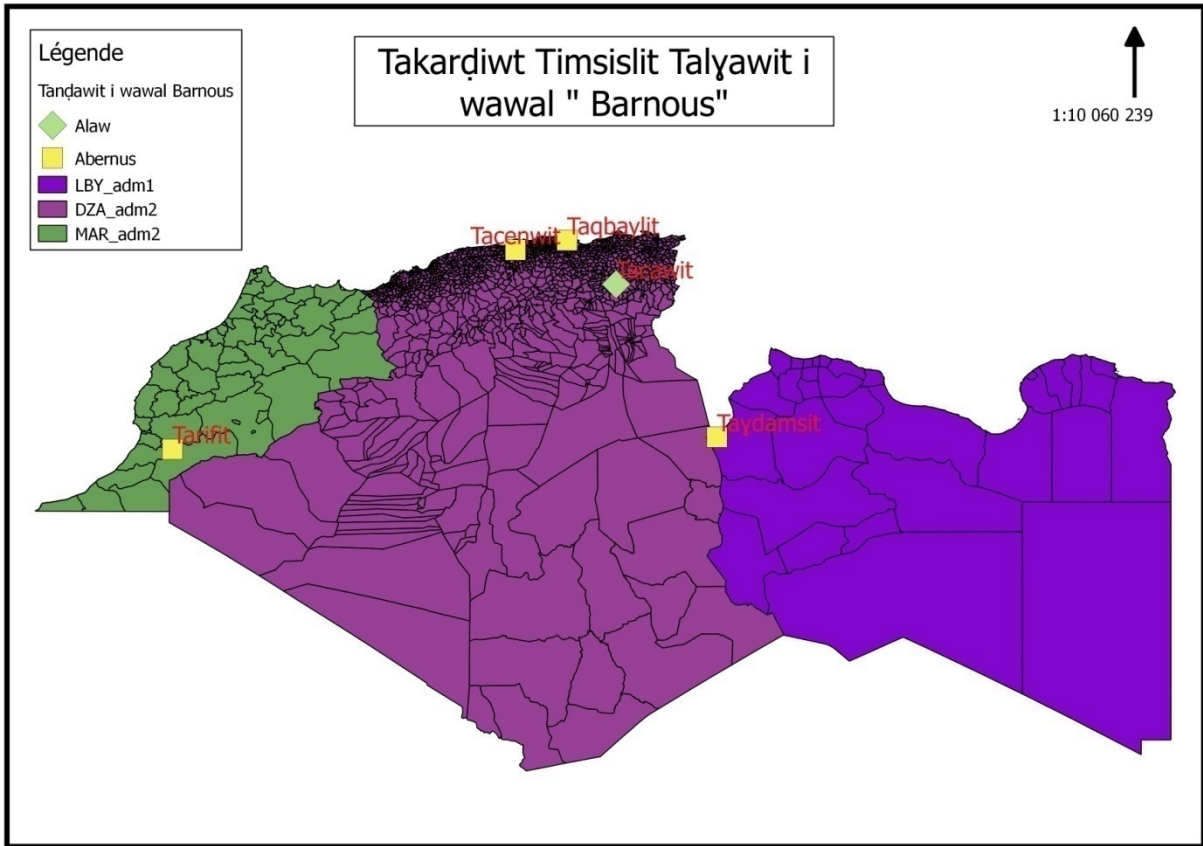 Légende
Tanḍawit i wawal Barnous
Alaw
Abernus
LBY_adm1
DZA_adm2
MAR_adm2
Takarḍiwt Timsislit Talɣawit i
wawal " Barnous"
1:10 060 239
Tacenwit
Taqbaylit
Tacawit
Tarifit
Taɣdamsit